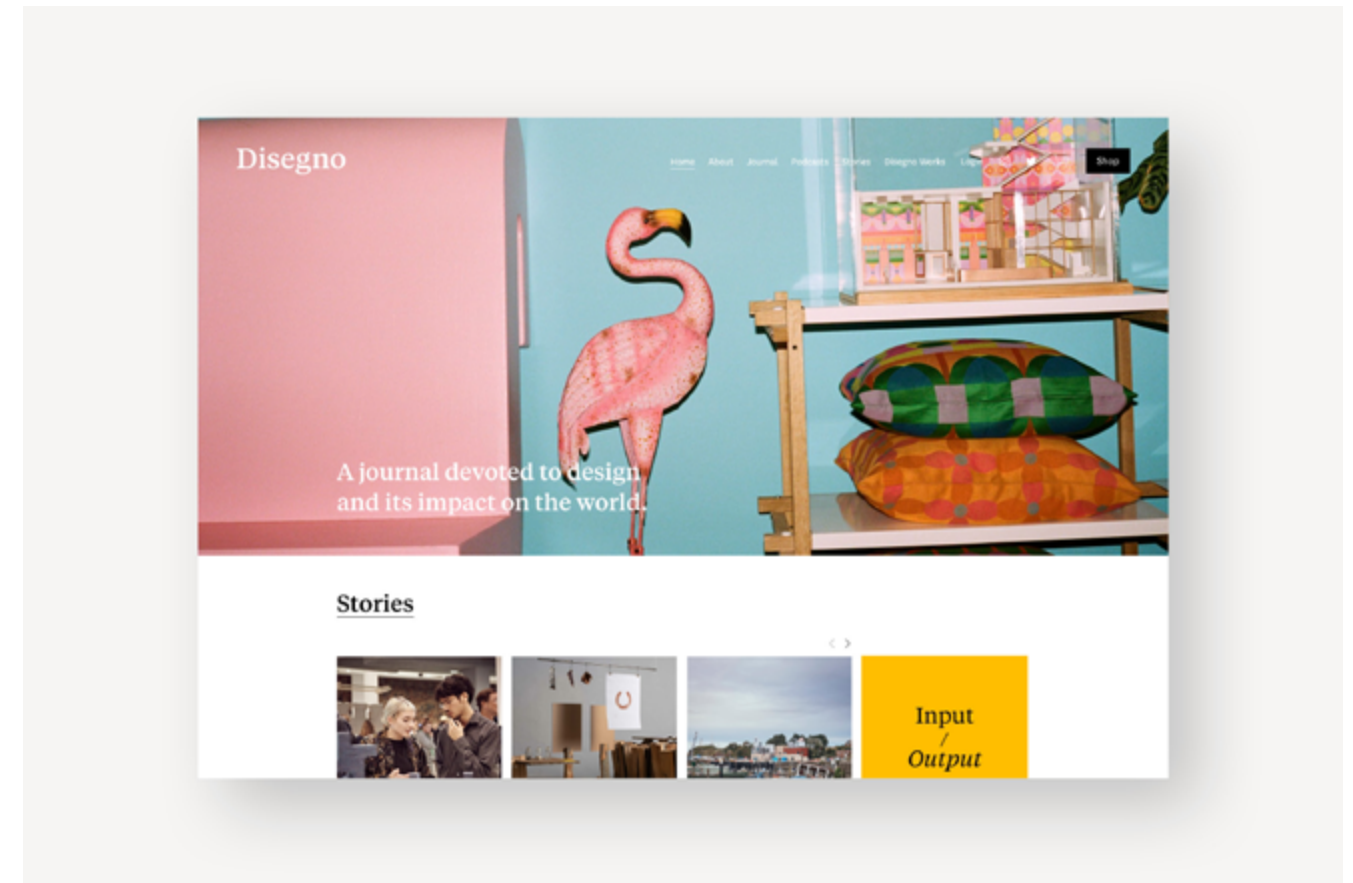 Disegno
Home About Journal Podcasts Stories Disegno Works Shop
A journal devoted to design
and its impact on the world.
Stories
Input
/
Output